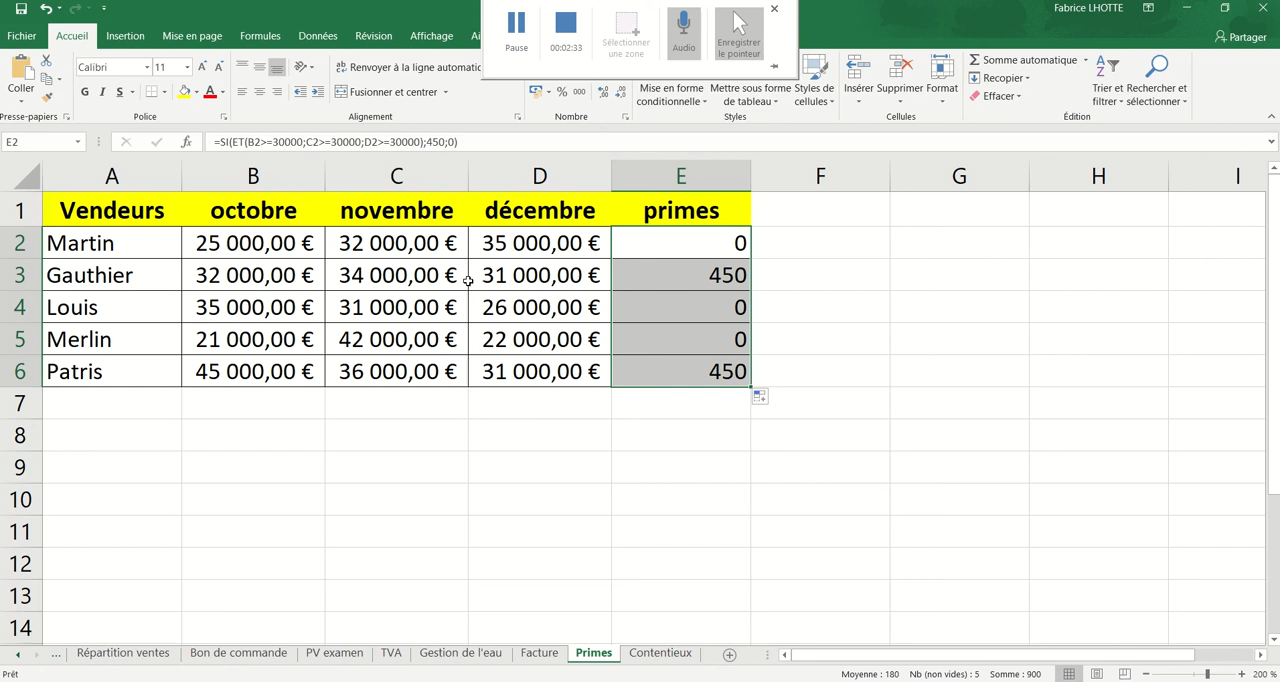 Fabrice LHOTTE
Fichier Accueil Insertion Mise en page Formules Données Révision Affichage Partager
Pause 00:02:33 Sélectionner une zone Audio Enregistrer le pointeur
Coller
Calibri 11
G I S
Renvoyer à la ligne automatic
Fusionner et centrer
% 000
Mise en forme conditionnelle
Mettre sous forme de tableau
Styles de cellules
Insérer Supprimer Format
Somme automatique
Recopier
Effacer
Trier et filtrer
Rechercher et sélectionner
Presse-papiers Police Alignement Nombre Styles Cellules Édition
E2 fx =SI(ET(B2>=30000;C2>=30000;D2>=30000);450;0)
A B C D E F G H I
1 Vendeurs octobre novembre décembre primes
2 Martin 25 000,00 € 32 000,00 € 35 000,00 € 0
3 Gauthier 32 000,00 € 34 000,00 € 31 000,00 € 450
4 Louis 35 000,00 € 31 000,00 € 26 000,00 € 0
5 Merlin 21 000,00 € 42 000,00 € 22 000,00 € 0
6 Patris 45 000,00 € 36 000,00 € 31 000,00 € 450
7
8
9
10
11
12
13
14
... Répartition ventes Bon de commande PV examen TVA Gestion de l'eau Facture Primes Contentieux
Prêt Moyenne : 180 Nb (non vides) : 5 Somme : 900 200 %